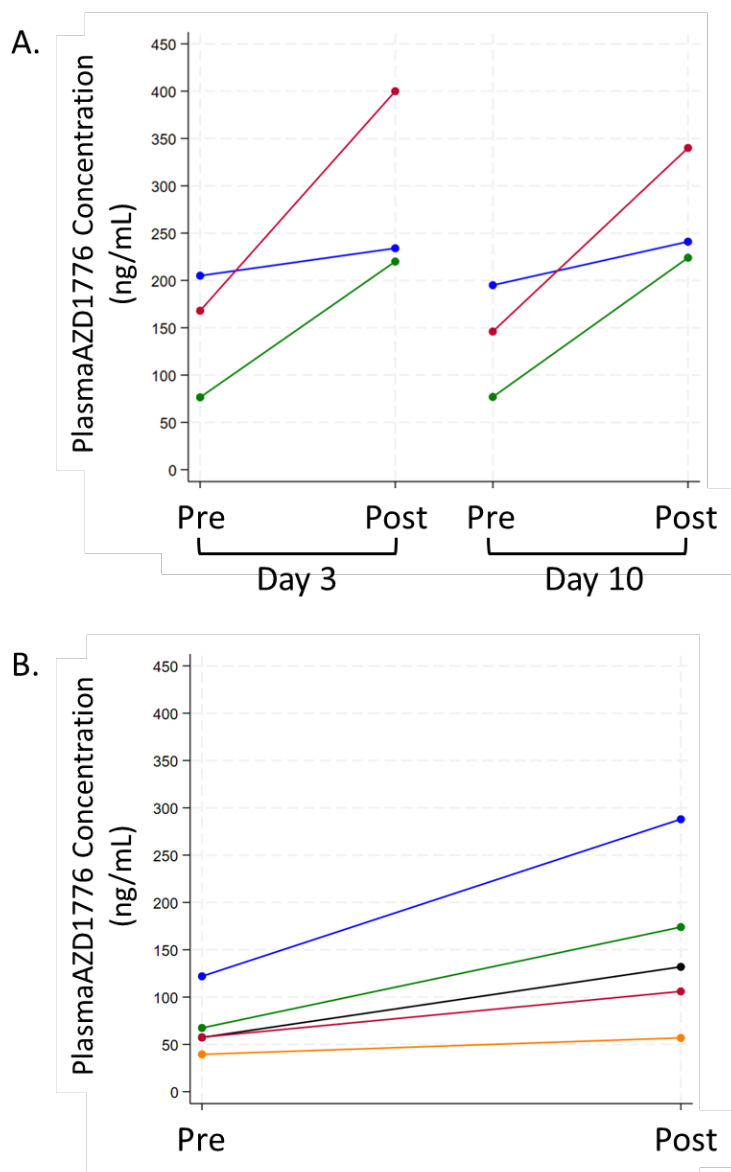 A.
PlasmaAZD1776 Concentration
(ng/mL)
450
400
350
300
250
200
150
100
50
0
Pre Post Pre Post
Day 3 Day 10
B.
PlasmaAZD1776 Concentration
(ng/mL)
450
400
350
300
250
200
150
100
50
0
Pre Post